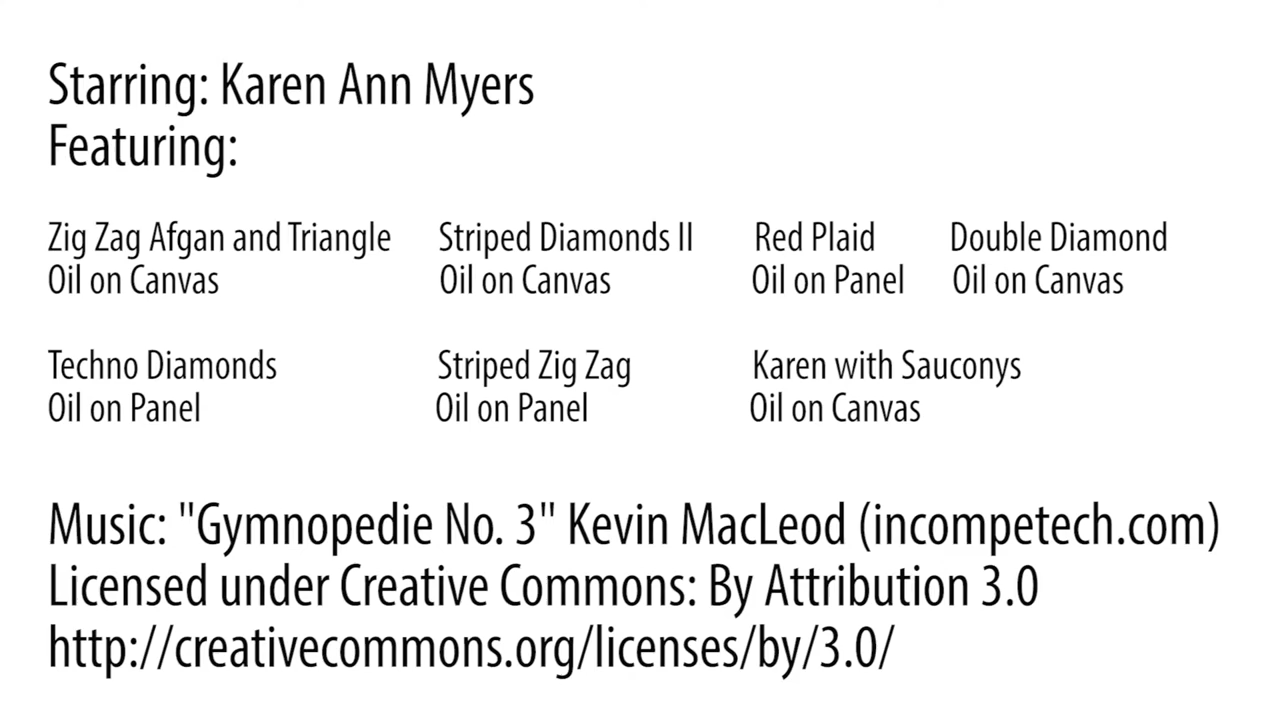 Starring: Karen Ann Myers
Featuring:
Zig Zag Afgan and Triangle
Oil on Canvas
Striped Diamonds II
Oil on Canvas
Red Plaid
Oil on Panel
Double Diamond
Oil on Canvas
Techno Diamonds
Oil on Panel
Striped Zig Zag
Oil on Panel
Karen with Sauconys
Oil on Canvas
Music: "Gymnopedie No. 3" Kevin MacLeod (incompetech.com)
Licensed under Creative Commons: By Attribution 3.0
http://creativecommons.org/licenses/by/3.0/